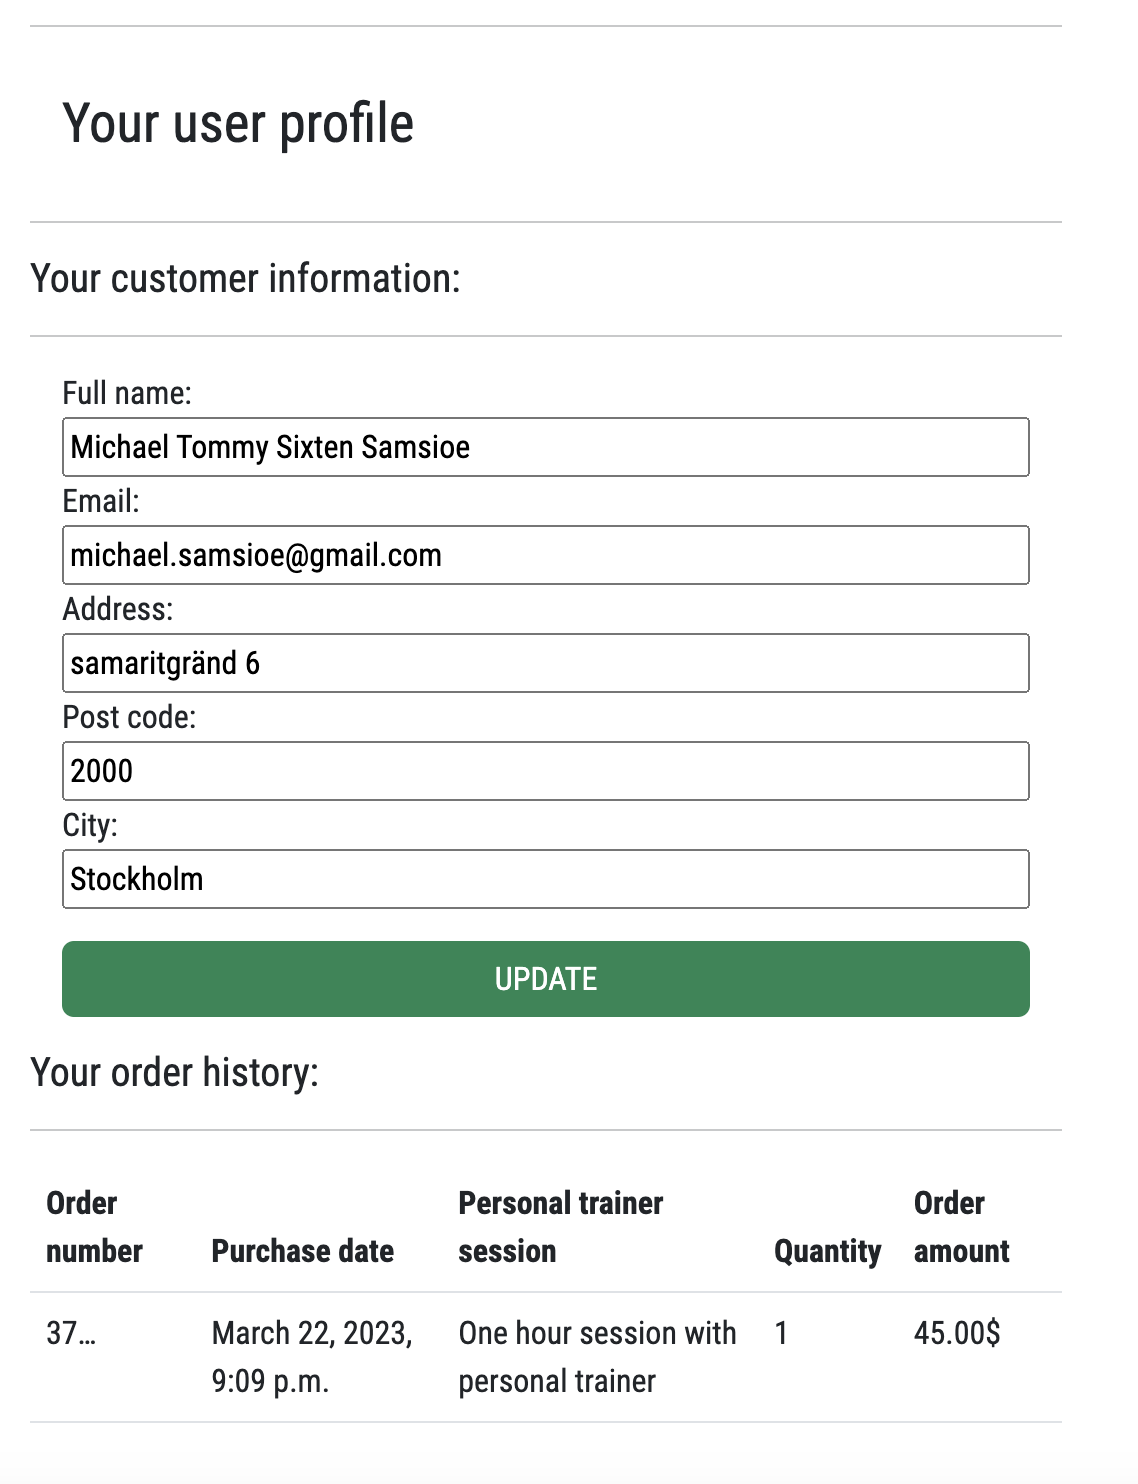 Your user profile
Your customer information:
Full name:
Michael Tommy Sixten Samsioe
Email:
michael.samsioe@gmail.com
Address:
samaritgränd 6
Post code:
2000
City:
Stockholm
UPDATE
Your order history:
Order number Purchase date Personal trainer session Quantity Order amount
37… March 22, 2023, 9:09 p.m. One hour session with personal trainer 1 45.00$